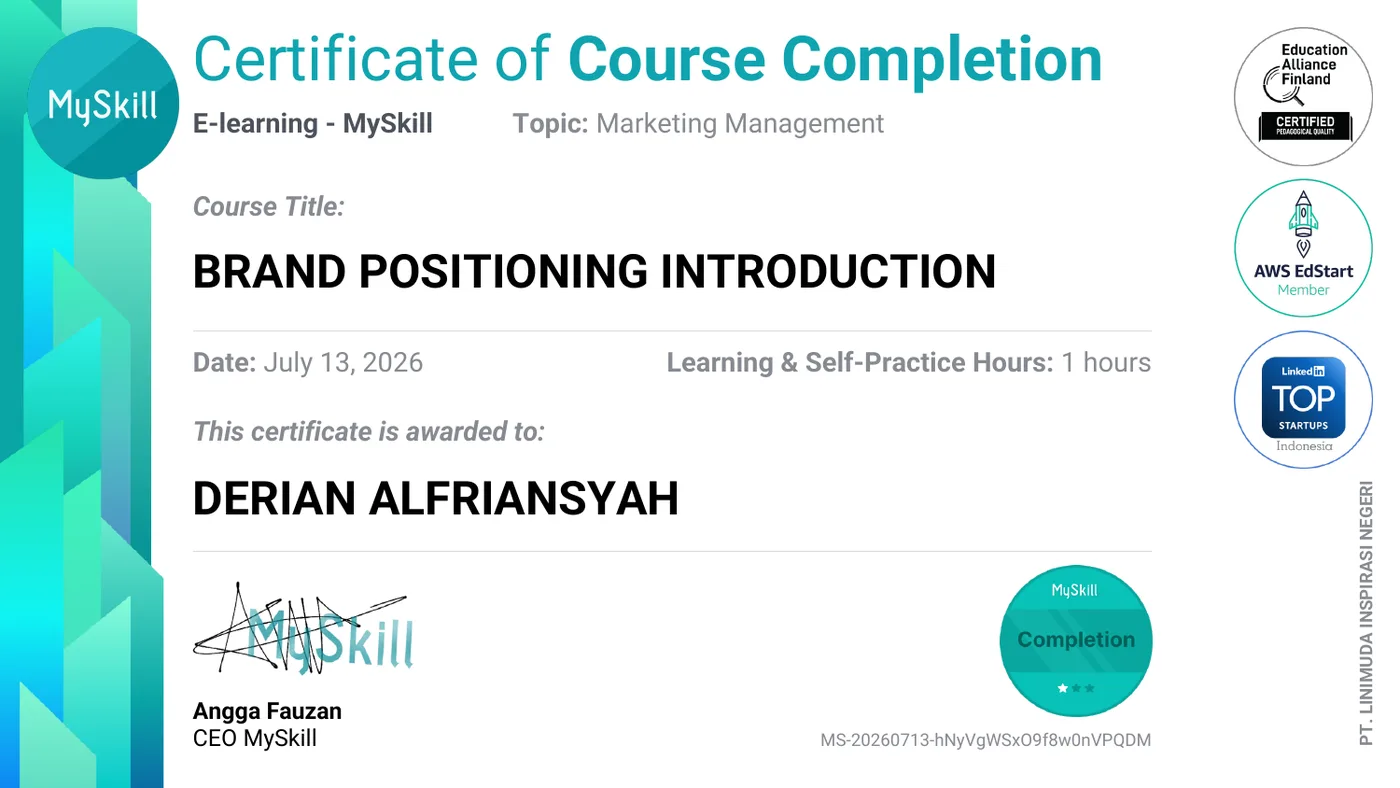 MySkill
Certificate of Course Completion
E-learning - MySkill
Topic: Marketing Management
Course Title:
BRAND POSITIONING INTRODUCTION
Date: July 13, 2026
Learning & Self-Practice Hours: 1 hours
This certificate is awarded to:
DERIAN ALFRIANSYAH
MySkill
Angga Fauzan
CEO MySkill
MySkill
Completion
MS-20260713-hNyVgWSxO9f8w0nVPQDM
Education
Alliance
Finland
CERTIFIED
PEDAGOGICAL QUALITY
AWS EdStart
Member
Linked in
TOP
STARTUPS
Indonesia
PT. LINIMUDA INSPIRASI NEGERI